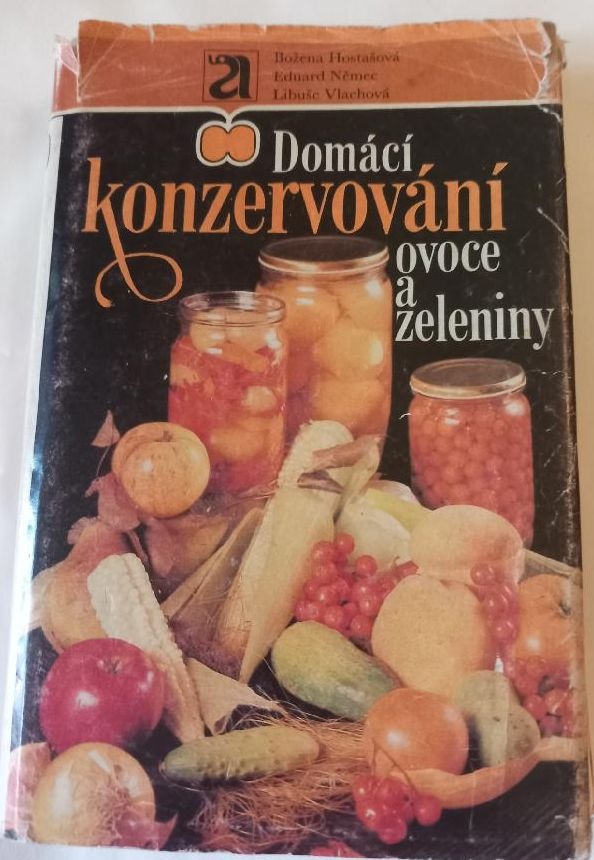 Božena Hostašová
Eduard Němec
Libuše Vlachová
Domácí
konzervování
ovoce
a
zeleniny